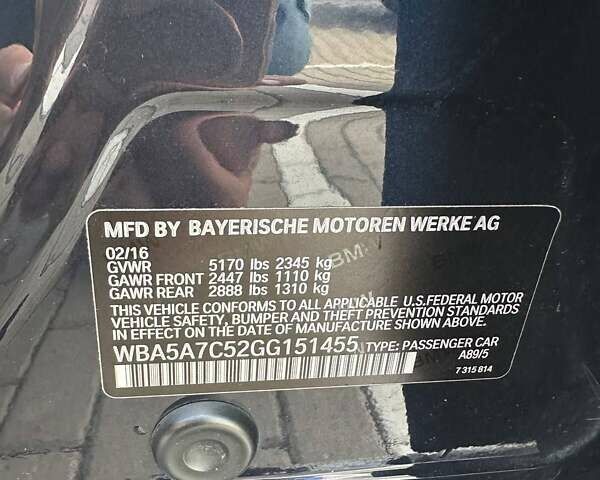 MFD BY BAYERISCHE MOTOREN WERKE AG
02/16
GVWR 5170 lbs 2345 kg
GAWR FRONT 2447 lbs 1110 kg
GAWR REAR 2888 lbs 1310 kg
THIS VEHICLE CONFORMS TO ALL APPLICABLE U.S.FEDERAL MOTOR
VEHICLE SAFETY, BUMPER, AND THEFT PREVENTION STANDARDS
IN EFFECT ON THE DATE OF MANUFACTURE SHOWN ABOVE.
WBA5A7C52GG151455 TYPE: PASSENGER CAR
A89/5
7 315 814